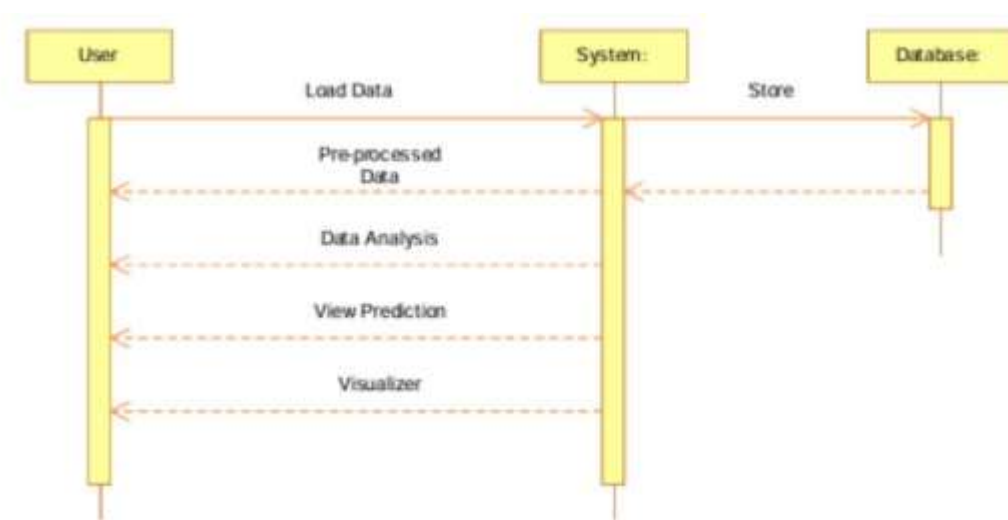 User
System:
Database:
Load Data
Store
Pre-processed
Data
Data Analysis
View Prediction
Visualizer